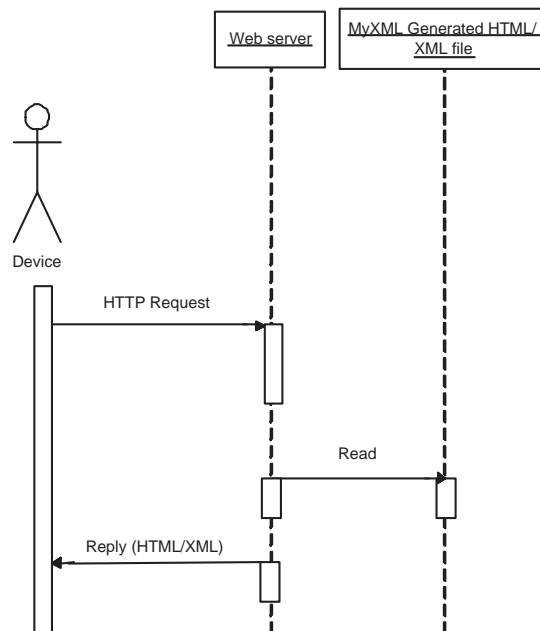 Web server
MyXML Generated HTML/
XML file
Device
HTTP Request
Read
Reply (HTML/XML)